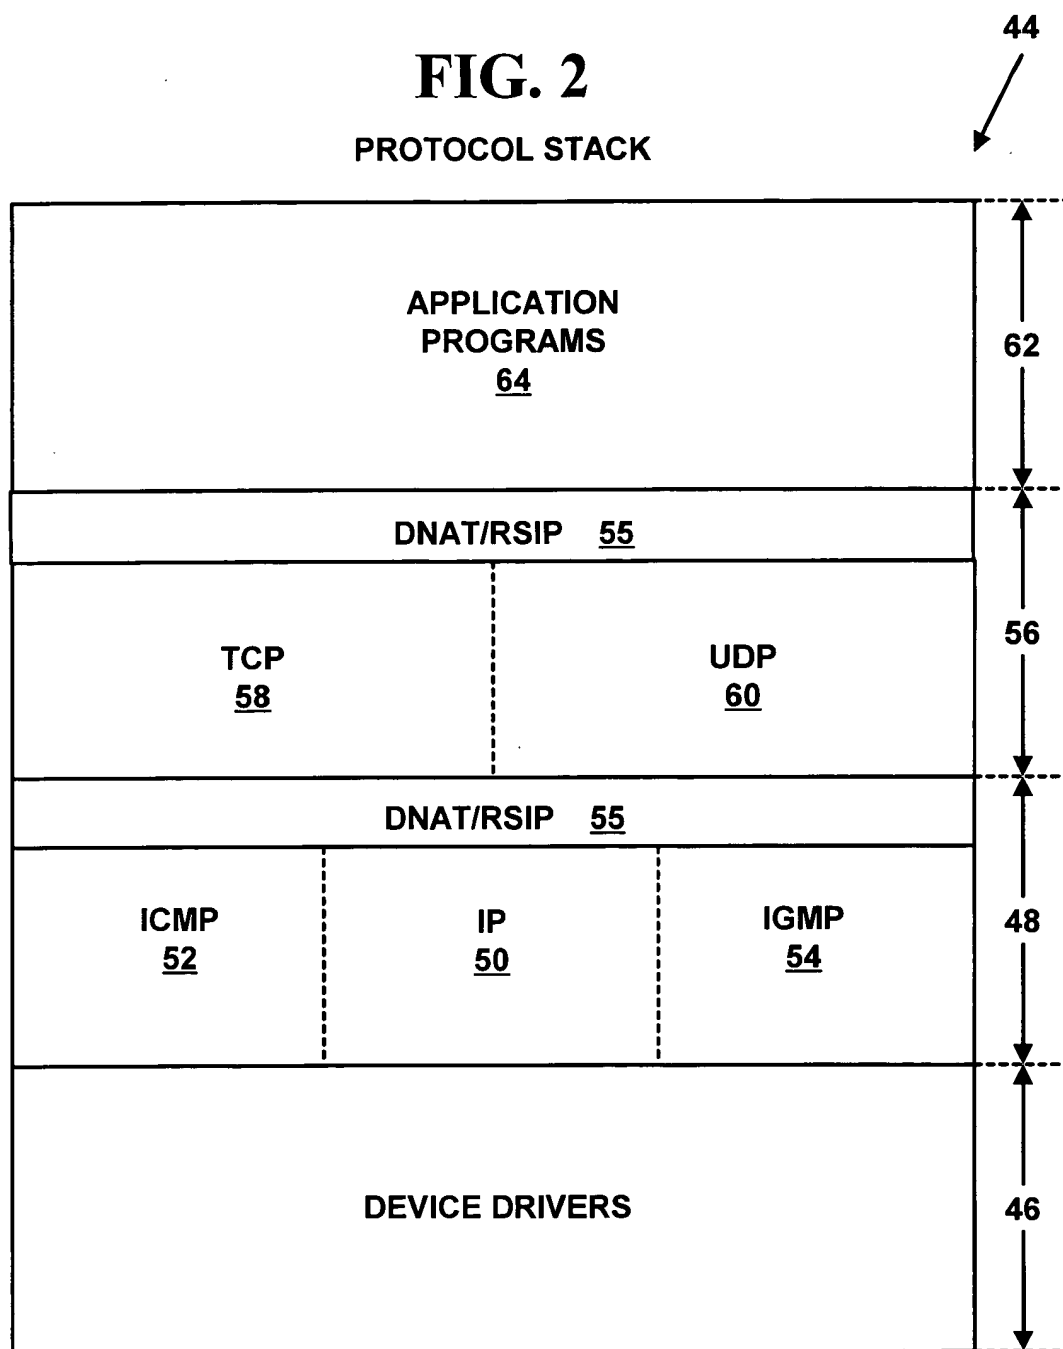 44
FIG. 2
PROTOCOL STACK
APPLICATION
PROGRAMS
64
62
DNAT/RSIP 55
56
TCP
58
UDP
60
DNAT/RSIP 55
48
ICMP
52
IP
50
IGMP
54
DEVICE DRIVERS
46